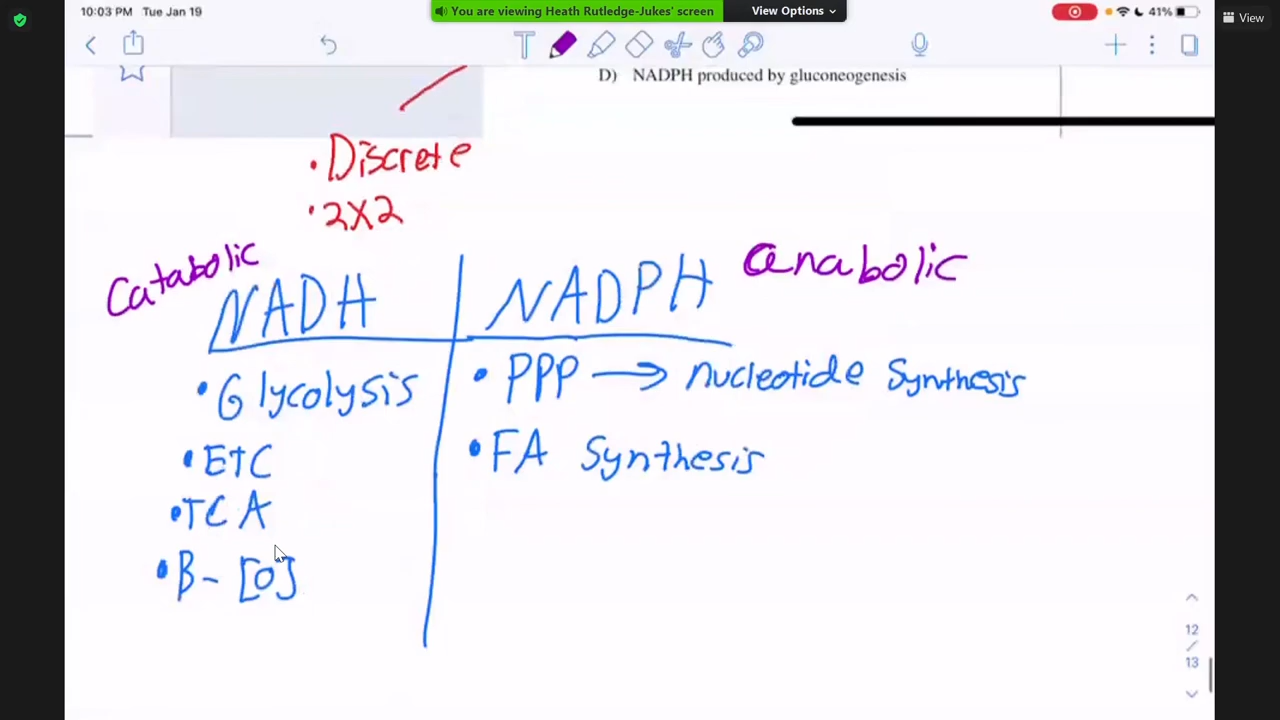 10:03 PM Tue Jan 19
You are viewing Heath Rutledge-Jukes' screen
View Options
41%
View
T
D) NADPH produced by gluconeogenesis
• Discrete
• 2X2
Catabolic
NADH
NADPH
anabolic
• Glycolysis
• PPP → nucleotide Synthesis
• ETC
• FA Synthesis
• TCA
• B- [O]
12
/
13